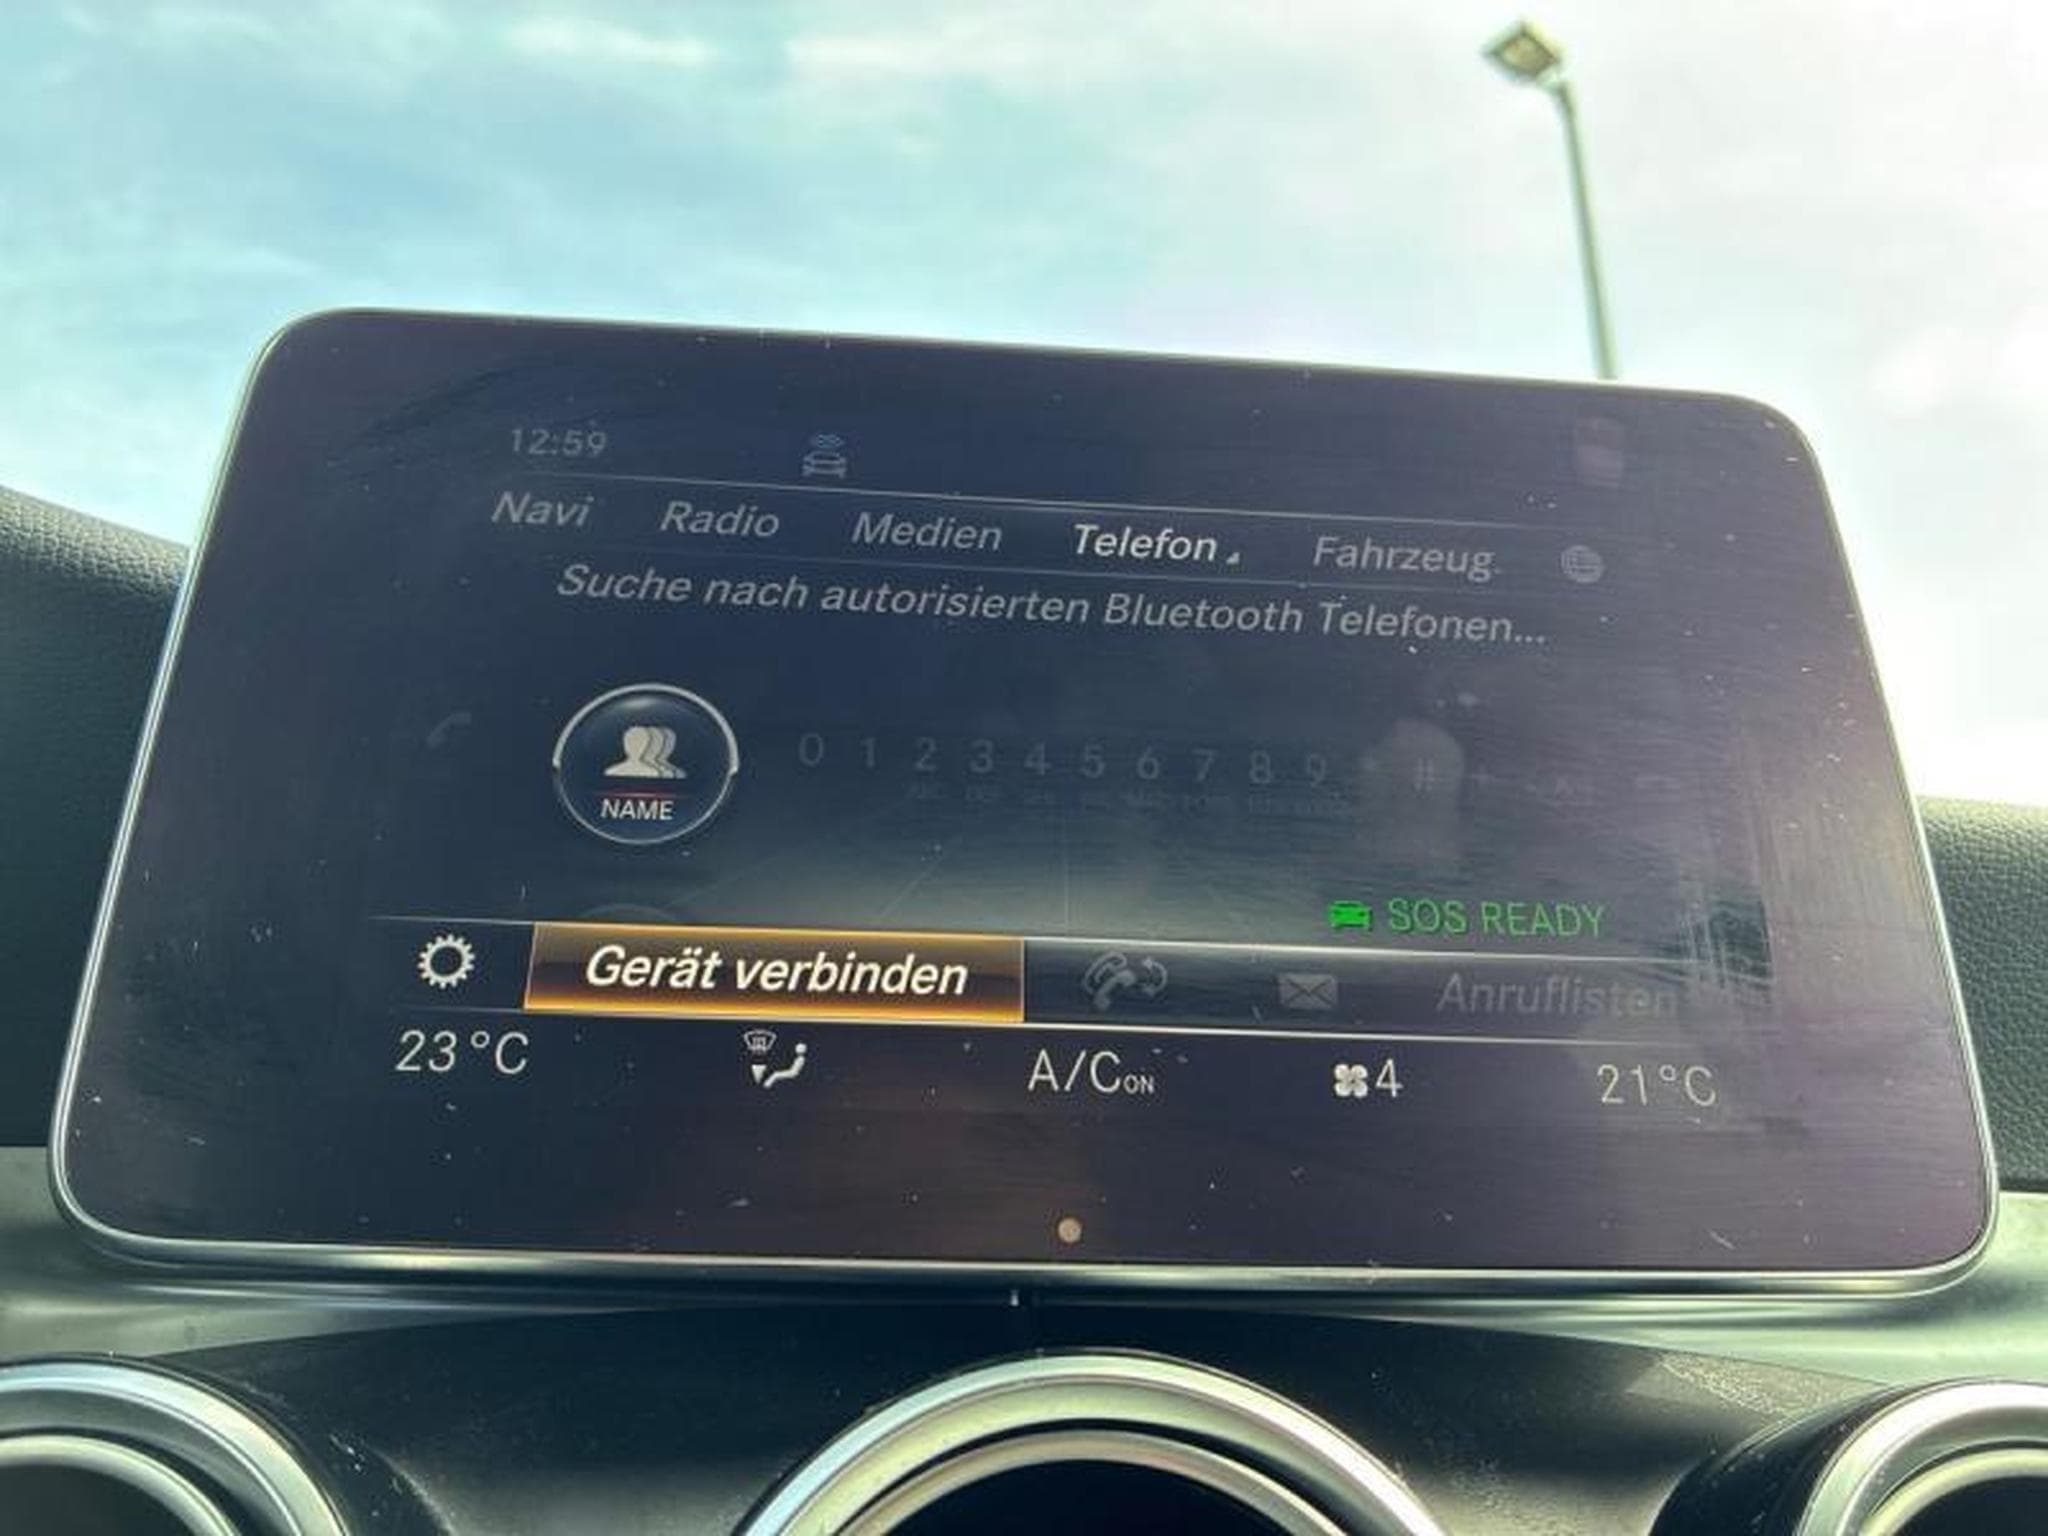 12:59
Navi Radio Medien Telefon Fahrzeug
Suche nach autorisierten Bluetooth Telefonen...
0 1 2 3 4 5 6 7 8 9 * # +
NAME
SOS READY
Gerät verbinden Anruflisten
23°C A/C ON 4 21°C